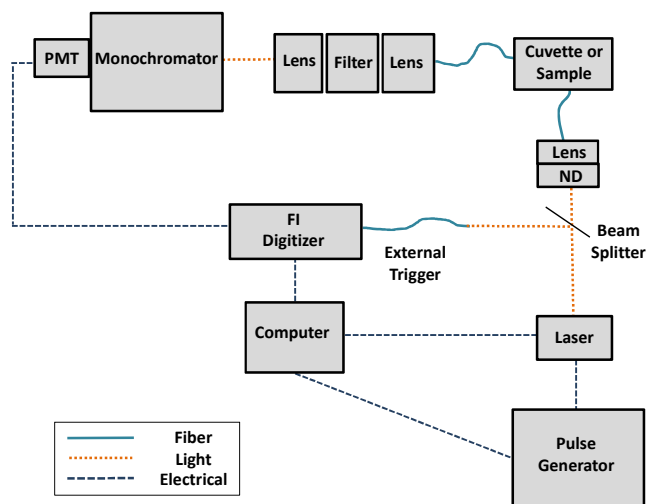 PMT
Monochromator
Lens
Filter
Lens
Cuvette or
Sample
Lens
ND
Beam
Splitter
FI
Digitizer
External
Trigger
Computer
Laser
Pulse
Generator
Fiber
Light
Electrical